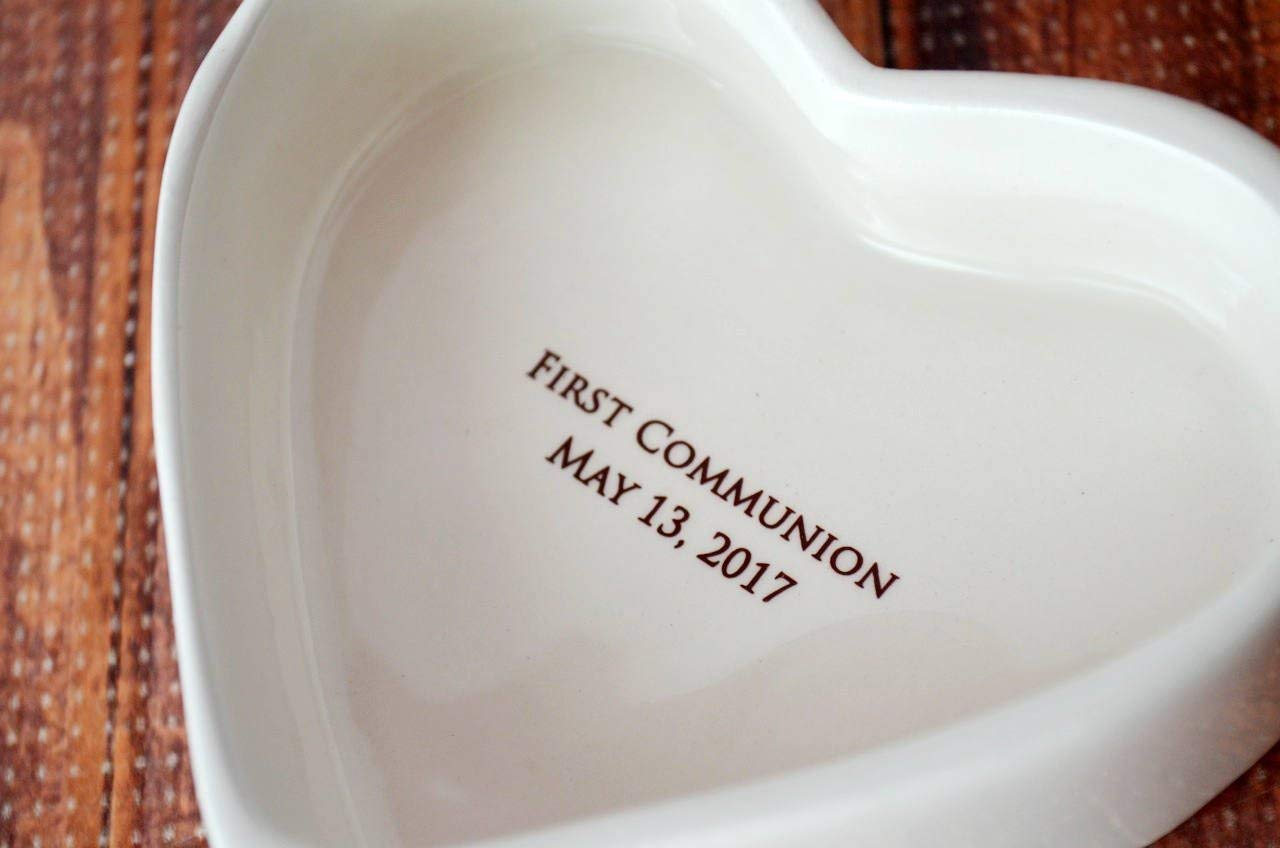 First Communion
May 13, 2017